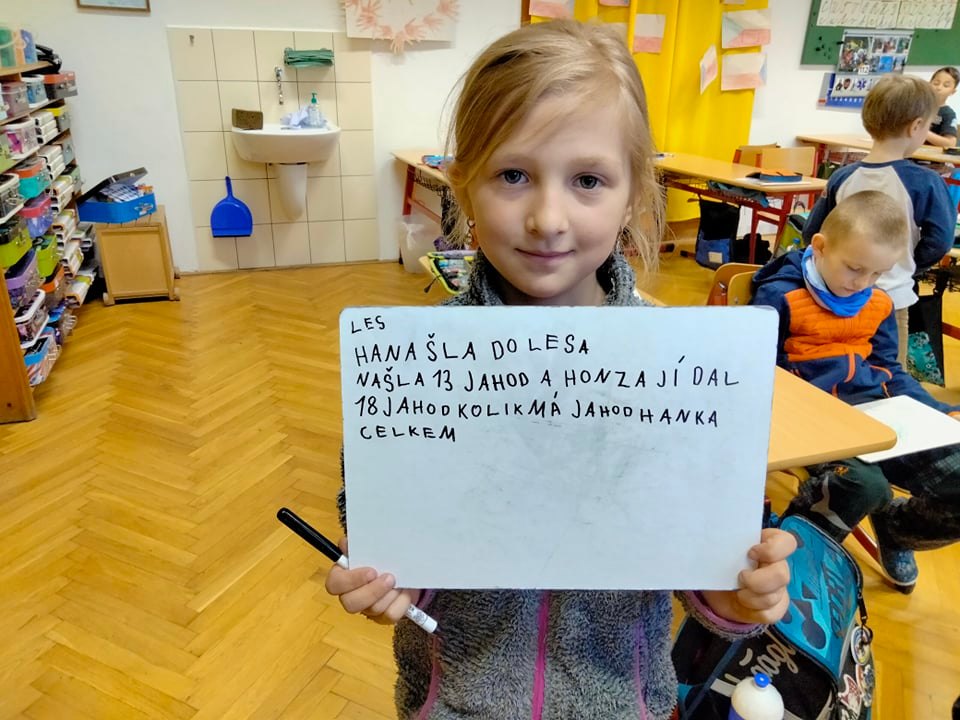 LES
HANA ŠLA DO LESA
NAŠLA 13 JAHOD A HONZA JÍ DAL
18 JAHOD KOLIK MÁ JAHOD HANKA
CELKEM